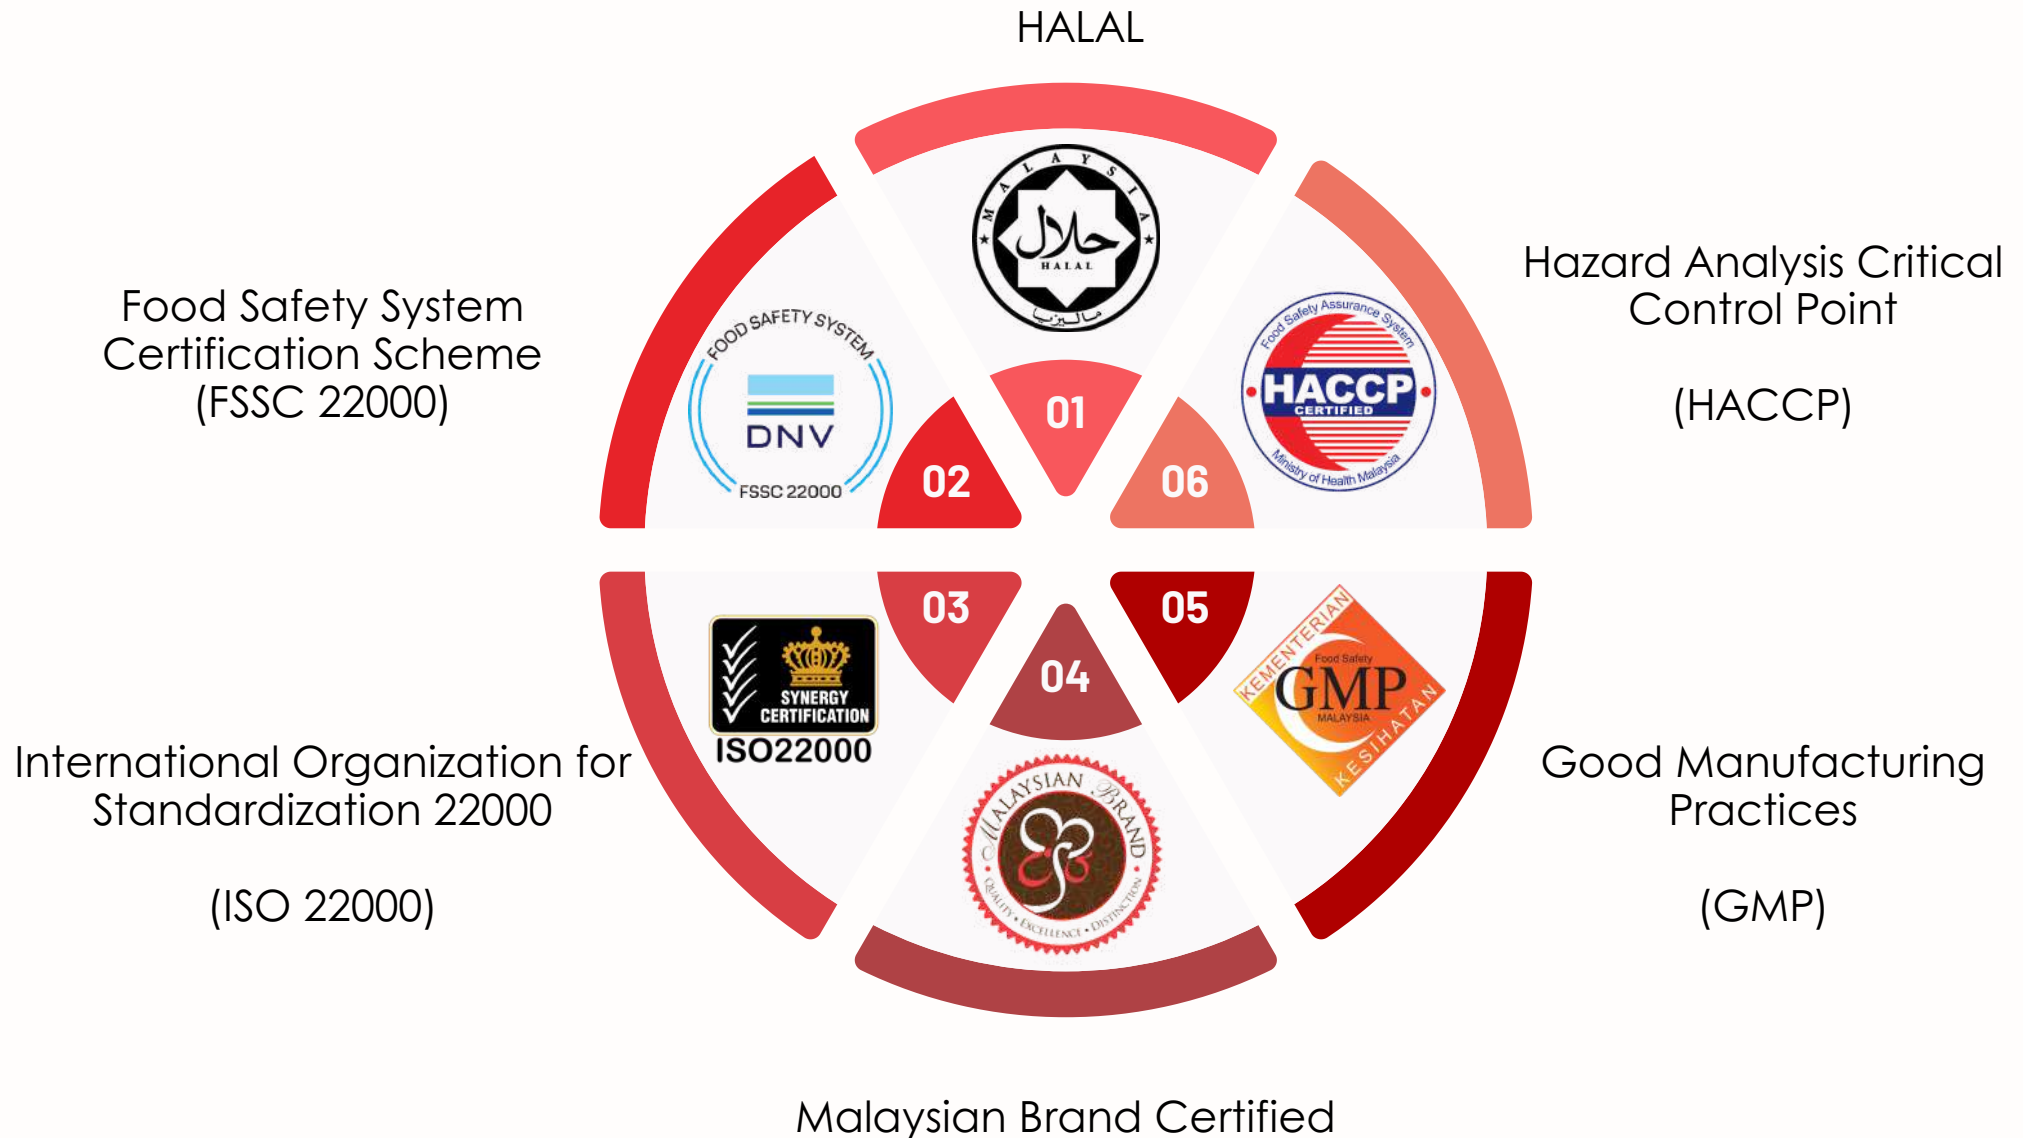 HALAL
MALAYSIA
حلال
HALAL
ماليزيا
01
Food Safety System
Certification Scheme
(FSSC 22000)
FOOD SAFETY SYSTEM
DNV
FSSC 22000
02
International Organization for
Standardization 22000
(ISO 22000)
SYNERGY
CERTIFICATION
ISO22000
03
04
MALAYSIAN BRAND
QUALITY • EXCELLENCE • DISTINCTION
Malaysian Brand Certified
05
KEMENTERIAN
Food Safety
GMP
MALAYSIA
KESIHATAN
Good Manufacturing
Practices
(GMP)
06
Food Safety Assurance System
HACCP
CERTIFIED
Ministry of Health Malaysia
Hazard Analysis Critical
Control Point
(HACCP)